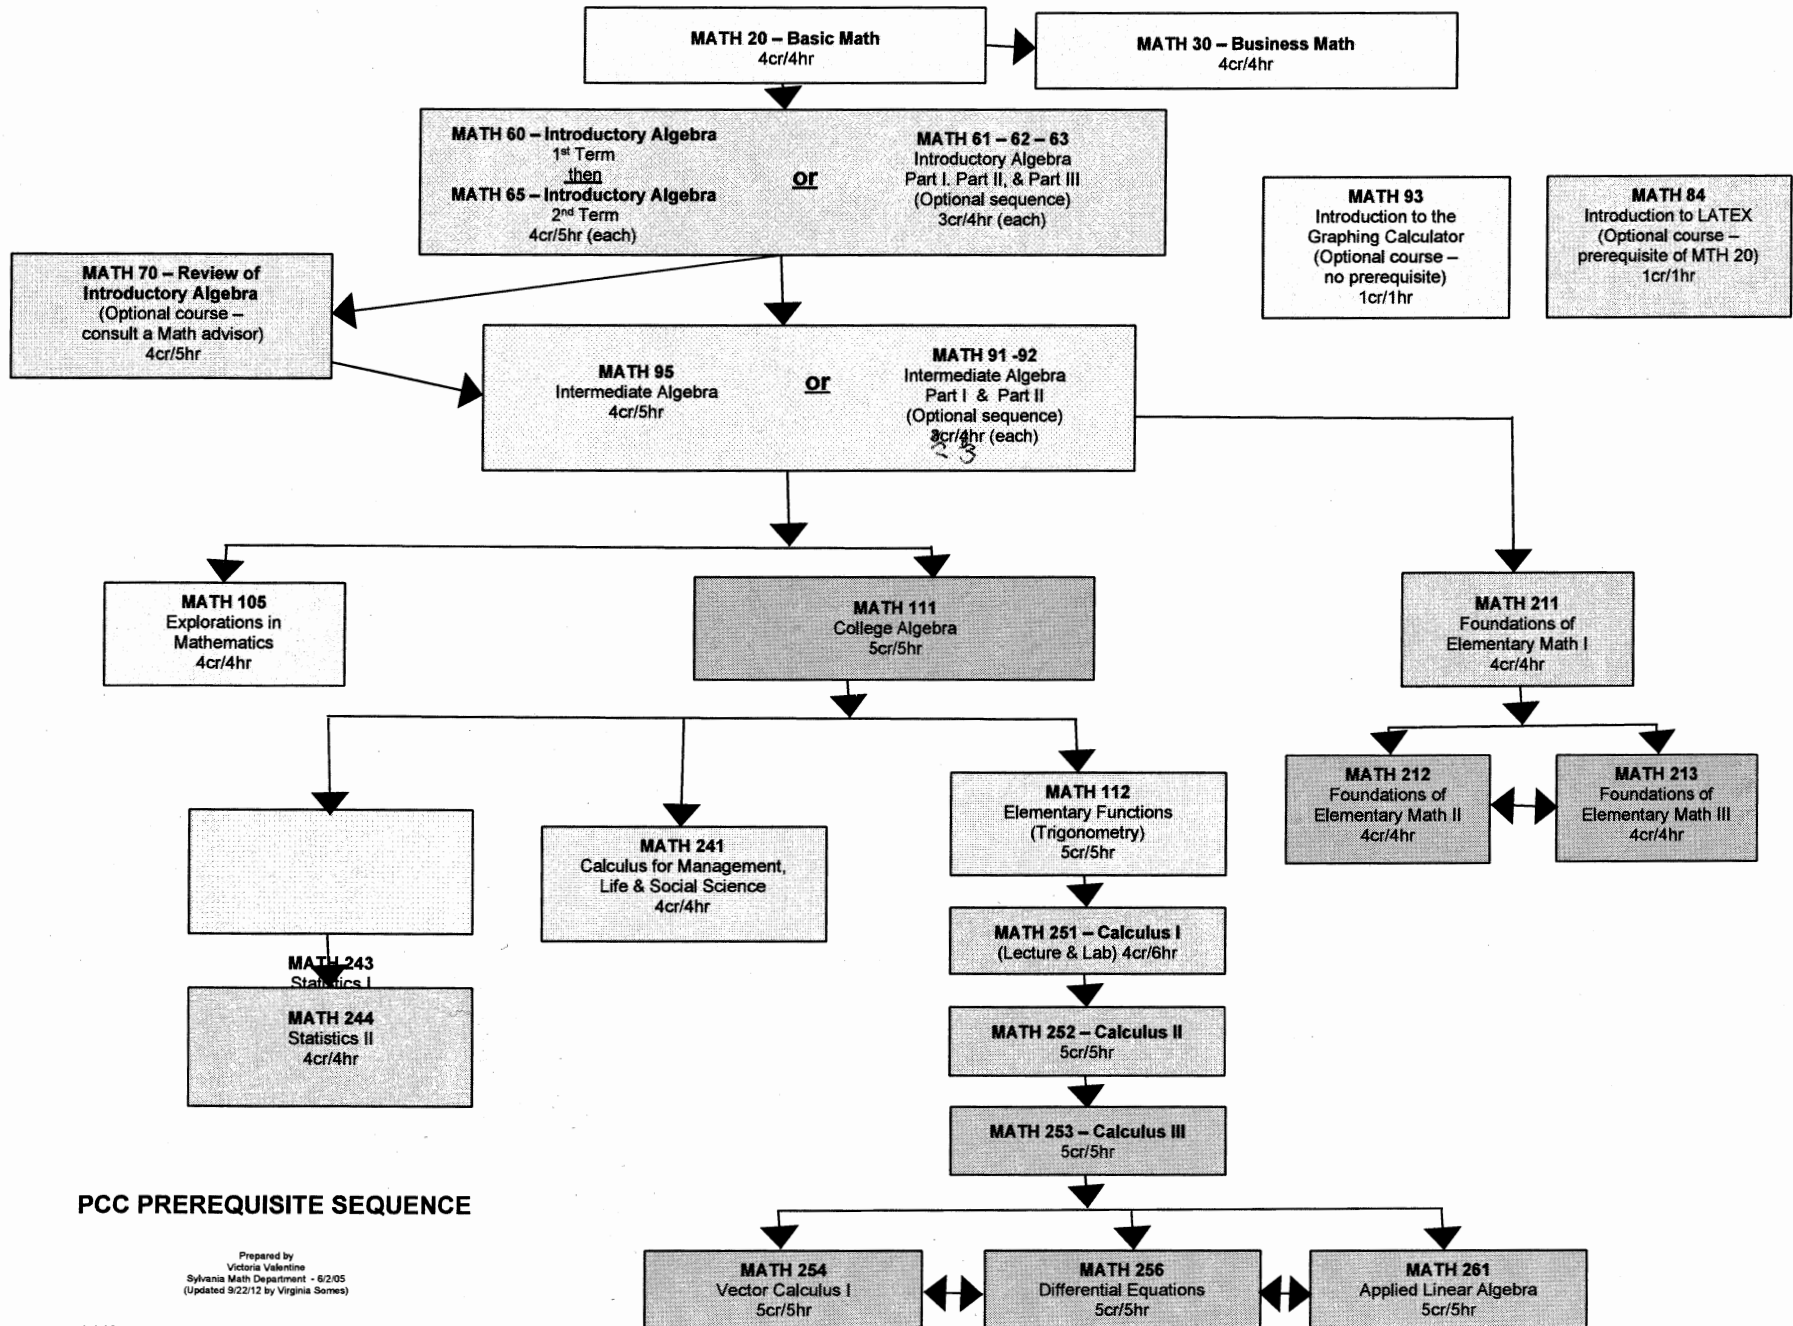 MATH 20 – Basic Math
4cr/4hr
MATH 30 – Business Math
4cr/4hr
MATH 60 – Introductory Algebra
1st Term
then
MATH 65 – Introductory Algebra
2nd Term
4cr/5hr (each)
or
MATH 61 – 62 – 63
Introductory Algebra
Part I. Part II, & Part III
(Optional sequence)
3cr/4hr (each)
MATH 93
Introduction to the
Graphing Calculator
(Optional course –
no prerequisite)
1cr/1hr
MATH 84
Introduction to LATEX
(Optional course –
prerequisite of MTH 20)
1cr/1hr
MATH 70 – Review of
Introductory Algebra
(Optional course –
consult a Math advisor)
4cr/5hr
MATH 95
Intermediate Algebra
4cr/5hr
or
MATH 91 -92
Intermediate Algebra
Part I & Part II
(Optional sequence)
3cr/4hr (each)
2 3
MATH 105
Explorations in
Mathematics
4cr/4hr
MATH 111
College Algebra
5cr/5hr
MATH 211
Foundations of
Elementary Math I
4cr/4hr
MATH 212
Foundations of
Elementary Math II
4cr/4hr
MATH 213
Foundations of
Elementary Math III
4cr/4hr
MATH 241
Calculus for Management,
Life & Social Science
4cr/4hr
MATH 112
Elementary Functions
(Trigonometry)
5cr/5hr
MATH 251 – Calculus I
(Lecture & Lab) 4cr/6hr
MATH 243
Statistics I
MATH 244
Statistics II
4cr/4hr
MATH 252 – Calculus II
5cr/5hr
MATH 253 – Calculus III
5cr/5hr
PCC PREREQUISITE SEQUENCE
Prepared by
Victoria Valentine
Sylvania Math Department - 6/2/05
(Updated 9/22/12 by Virginia Somes)
MATH 254
Vector Calculus I
5cr/5hr
MATH 256
Differential Equations
5cr/5hr
MATH 261
Applied Linear Algebra
5cr/5hr